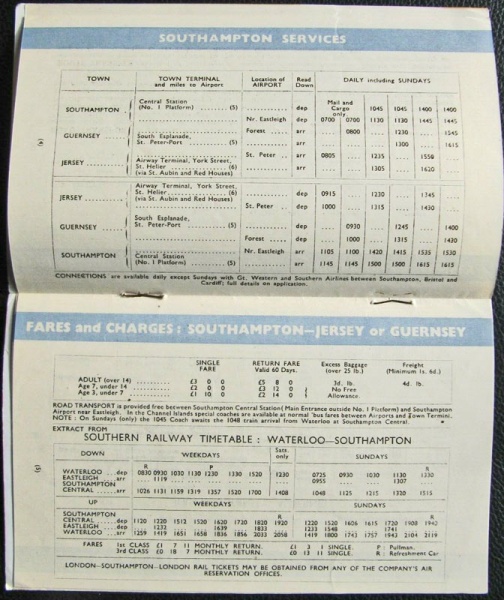 SOUTHAMPTON SERVICES
TOWN TOWN TERMINAL and miles to Airport Location of AIRPORT Read Down DAILY including SUNDAYS
SOUTHAMPTON Central Station (No. 1 Platform) (5) dep Mail and Cargo only 1045 1045 1400 1400
Nr. Eastleigh dep 0700 0700 1130 1130 1445 1445
GUERNSEY Forest arr .... 0800 .... 1230 .... 1545
South Esplanade, St. Peter-Port (5) arr .... .... .... 1300 .... 1615
St. Peter arr 0805 .... 1235 .... 1550 ....
JERSEY Airway Terminal, York Street, St. Helier (6) (via St. Aubin and Red Houses) arr .... .... 1305 .... 1620 ....
JERSEY Airway Terminal, York Street, St. Helier (6) (via St. Aubin and Red Houses) dep 0915 .... 1230 .... 1345 ....
St. Peter dep 1000 .... 1315 .... 1430 ....
GUERNSEY South Esplanade, St. Peter-Port (5) dep .... 0930 .... 1245 .... 1400
Forest dep .... 1000 .... 1315 .... 1430
Nr. Eastleigh arr 1105 1100 1420 1415 1535 1530
SOUTHAMPTON Central Station (No. 1 Platform) (5) arr 1145 1145 1500 1500 1615 1615
CONNECTIONS are available daily except Sundays with Gt. Western and Southern Airlines between Southampton, Bristol and
Cardiff; full details on application.
FARES and CHARGES : SOUTHAMPTON—JERSEY or GUERNSEY
SINGLE FARE RETURN FARE Valid 60 Days. Excess Baggage (over 25 lb.) Freight (Minimum 1s. 6d.)
ADULT (over 14) £3 0 0 £5 8 0 3d. lb. 4d. lb.
Age 7, under 14 £2 0 0 £3 12 0 No Free
Age 3, under 7 £1 10 0 £2 14 0 Allowance.
ROAD TRANSPORT is provided free between Southampton Central Station (Main Entrance outside No. 1 Platform) and Southampton
Airport near Eastleigh. In the Channel Islands special coaches are available at normal 'bus fares between Airports and Town Termini.
NOTE : On Sundays (only) the 1045 Coach awaits the 1048 train arrival from Waterloo at Southampton Central.
EXTRACT FROM
SOUTHERN RAILWAY TIMETABLE : WATERLOO—SOUTHAMPTON
DOWN WEEKDAYS Sats. only SUNDAYS
R P R
WATERLOO dep 0830 0930 1030 1130 1230 1330 1520 1230 0725 0930 1030 1130 1230
EASTLEIGH arr 1119 0955 1307
SOUTHAMPTON
CENTRAL arr 1026 1131 1159 1319 1357 1520 1700 1408 1048 1125 1215 1320 1515
UP WEEKDAYS SUNDAYS
SOUTHAMPTON R R
CENTRAL dep 1120 1220 1512 1520 1620 1720 1820 1920 1220 1520 1606 1615 1720 1908 1942
EASTLEIGH dep 1232 1639 1833 1233 1548 1741
WATERLOO arr 1259 1419 1651 1658 1836 1856 2033 2058 1419 1800 1743 1757 1943 2104 2119
FARES 1st CLASS £1 7 11 MONTHLY RETURN. £1 3 1 SINGLE. P : Pullman.
3rd CLASS £0 18 7 MONTHLY RETURN. £0 13 11 SINGLE. R : Refreshment Car
LONDON—SOUTHAMPTON—LONDON RAIL TICKETS MAY BE OBTAINED FROM ANY OF THE COMPANY'S AIR
RESERVATION OFFICES.